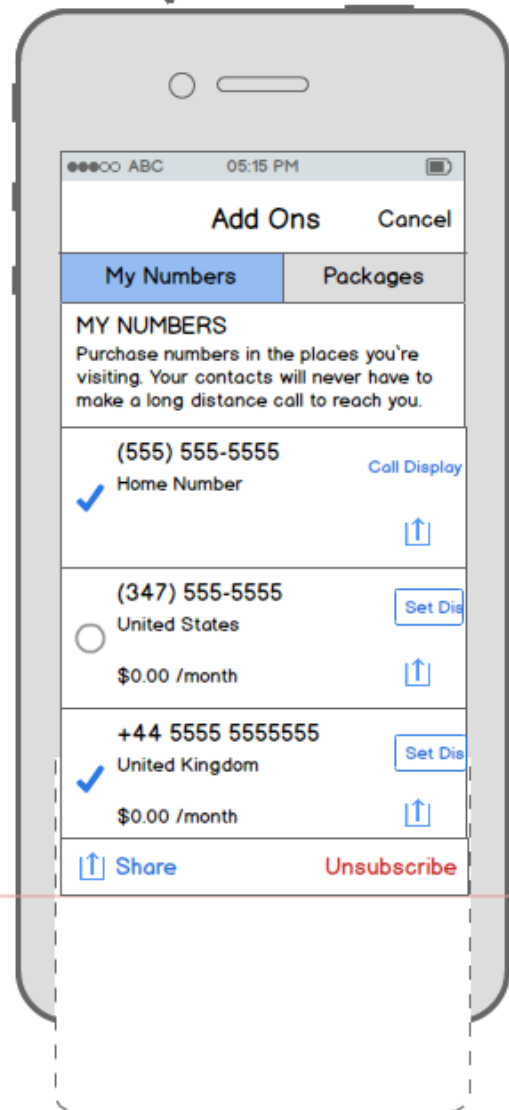 ABC 05:15 PM
Add Ons Cancel
My Numbers Packages
MY NUMBERS
Purchase numbers in the places you`re
visiting. Your contacts will never have to
make a long distance call to reach you.
(555) 555-5555
Call Display
Home Number
(347) 555-5555
Set Dis
United States
$0.00 /month
+44 5555 5555555
Set Dis
United Kingdom
$0.00 /month
Share Unsubscribe